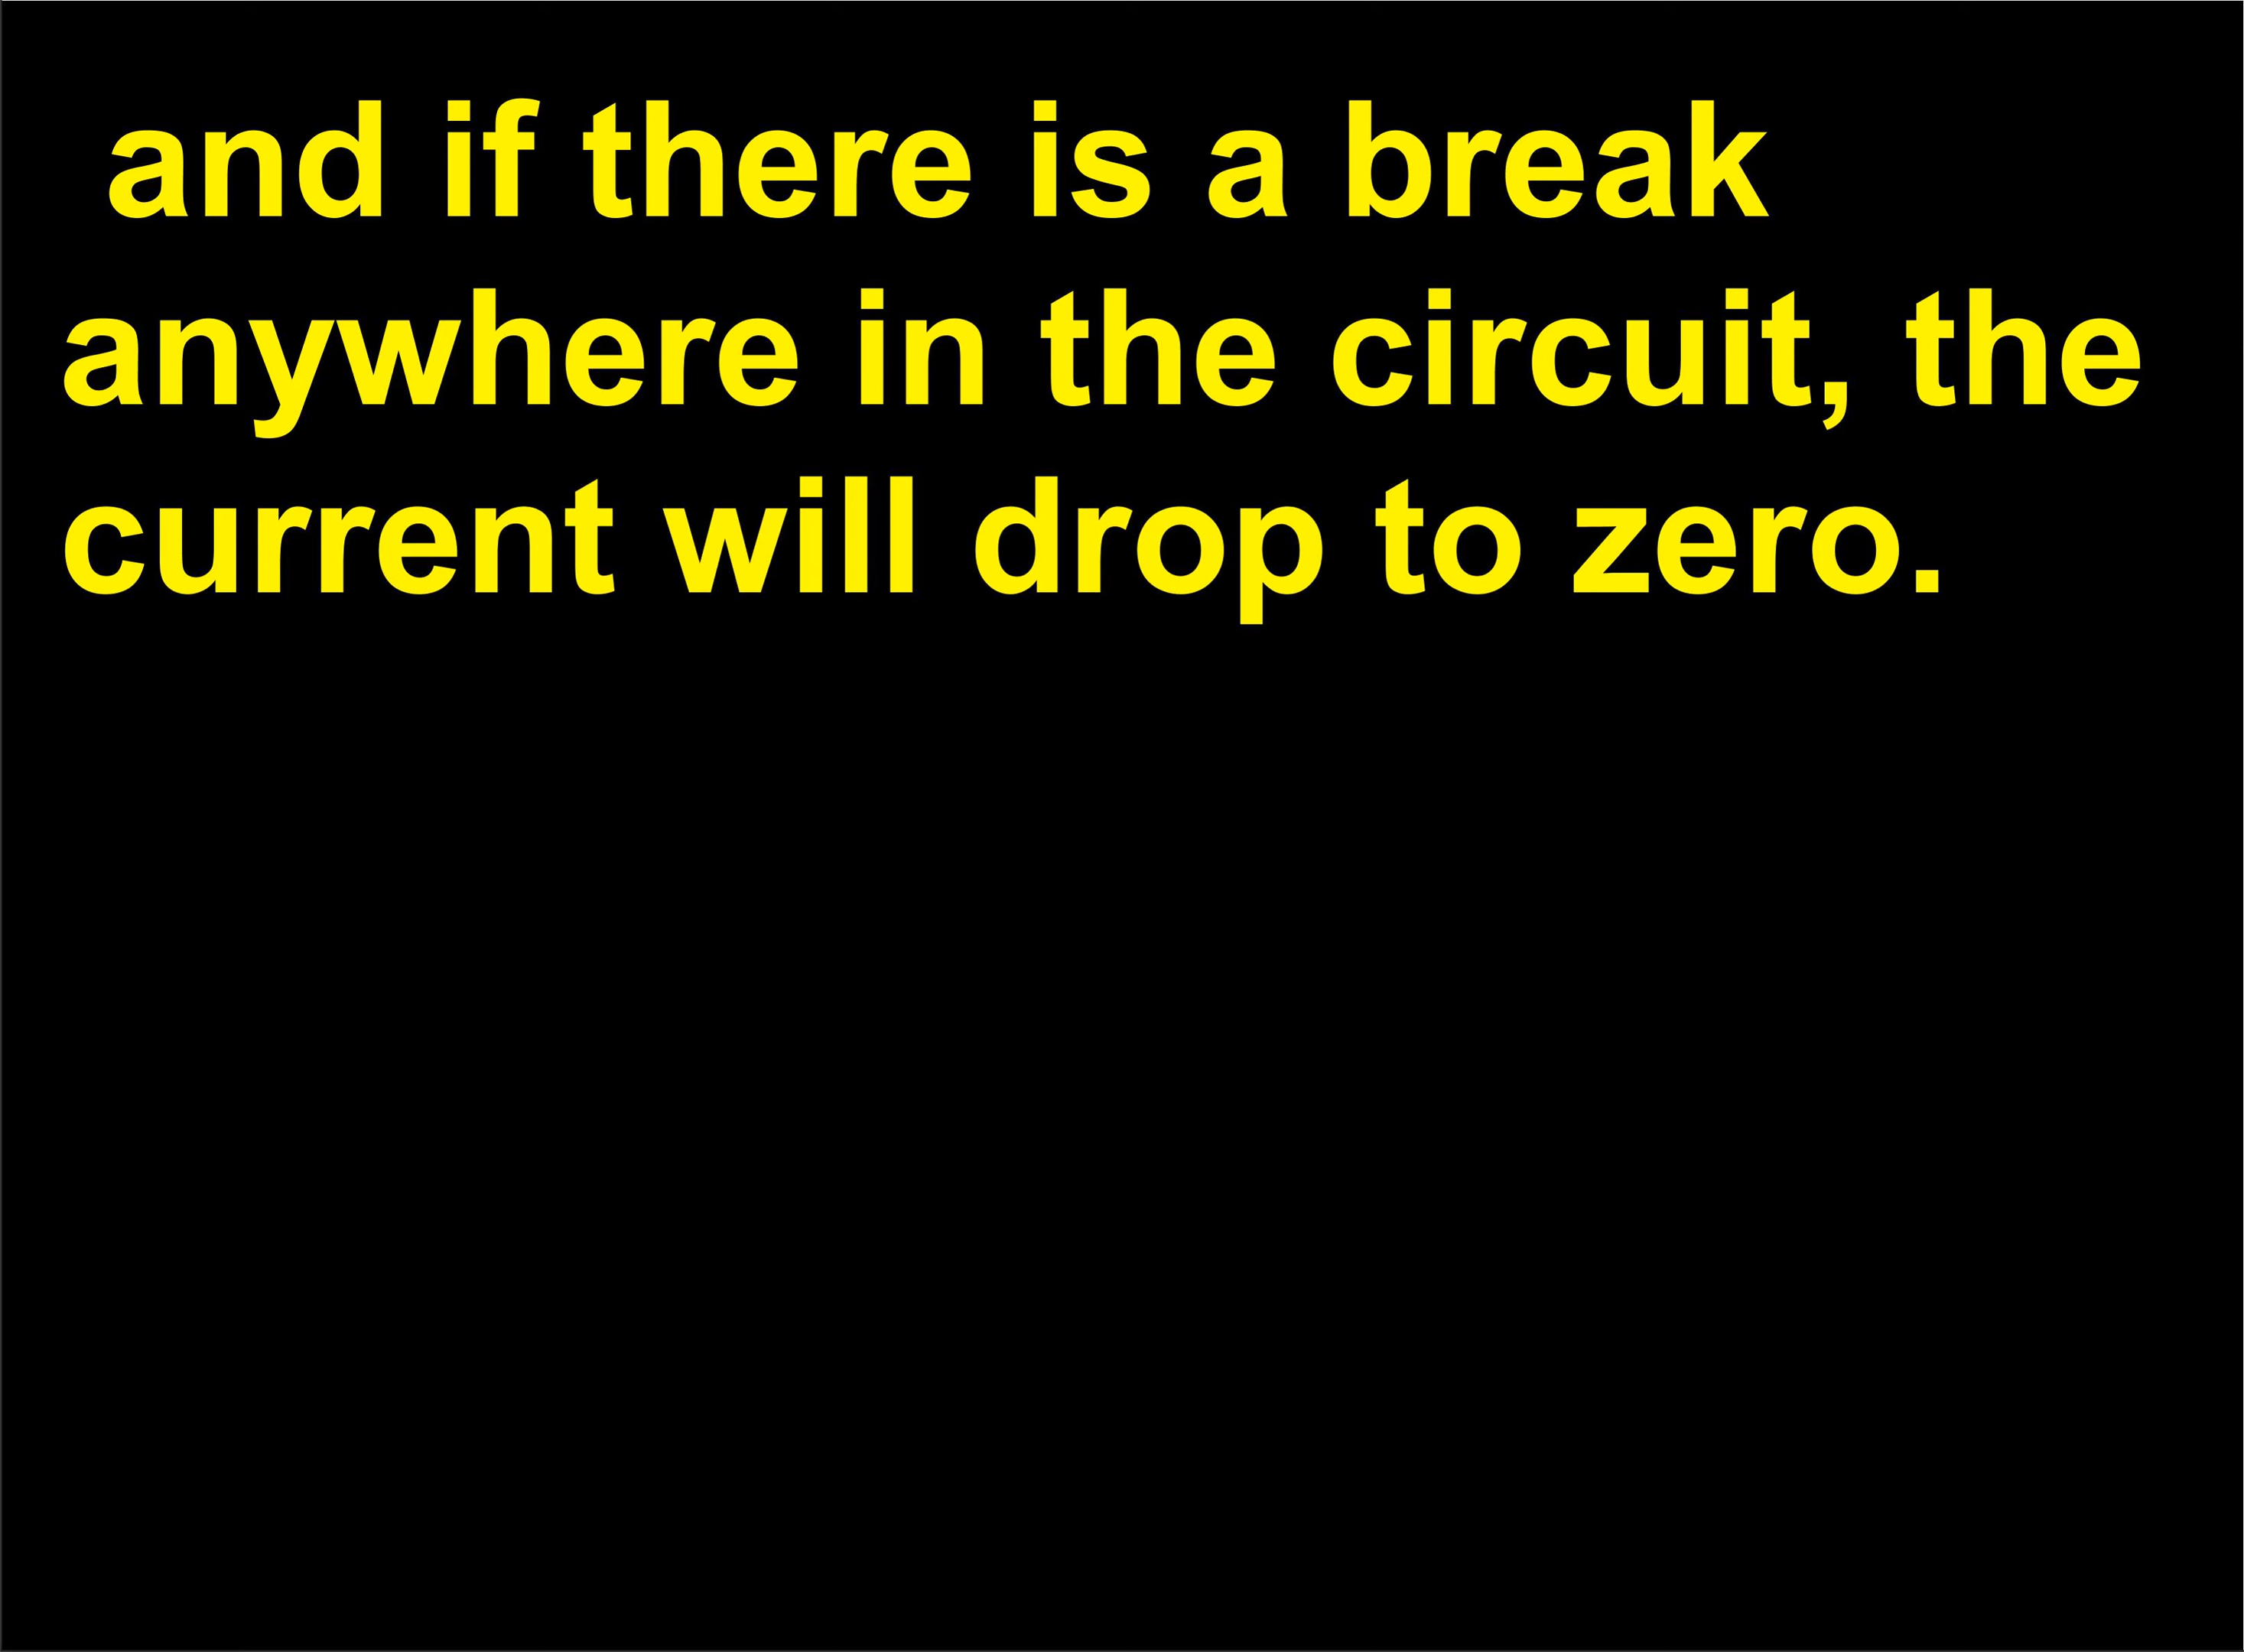 and if there is a break
anywhere in the circuit, the
current will drop to zero.